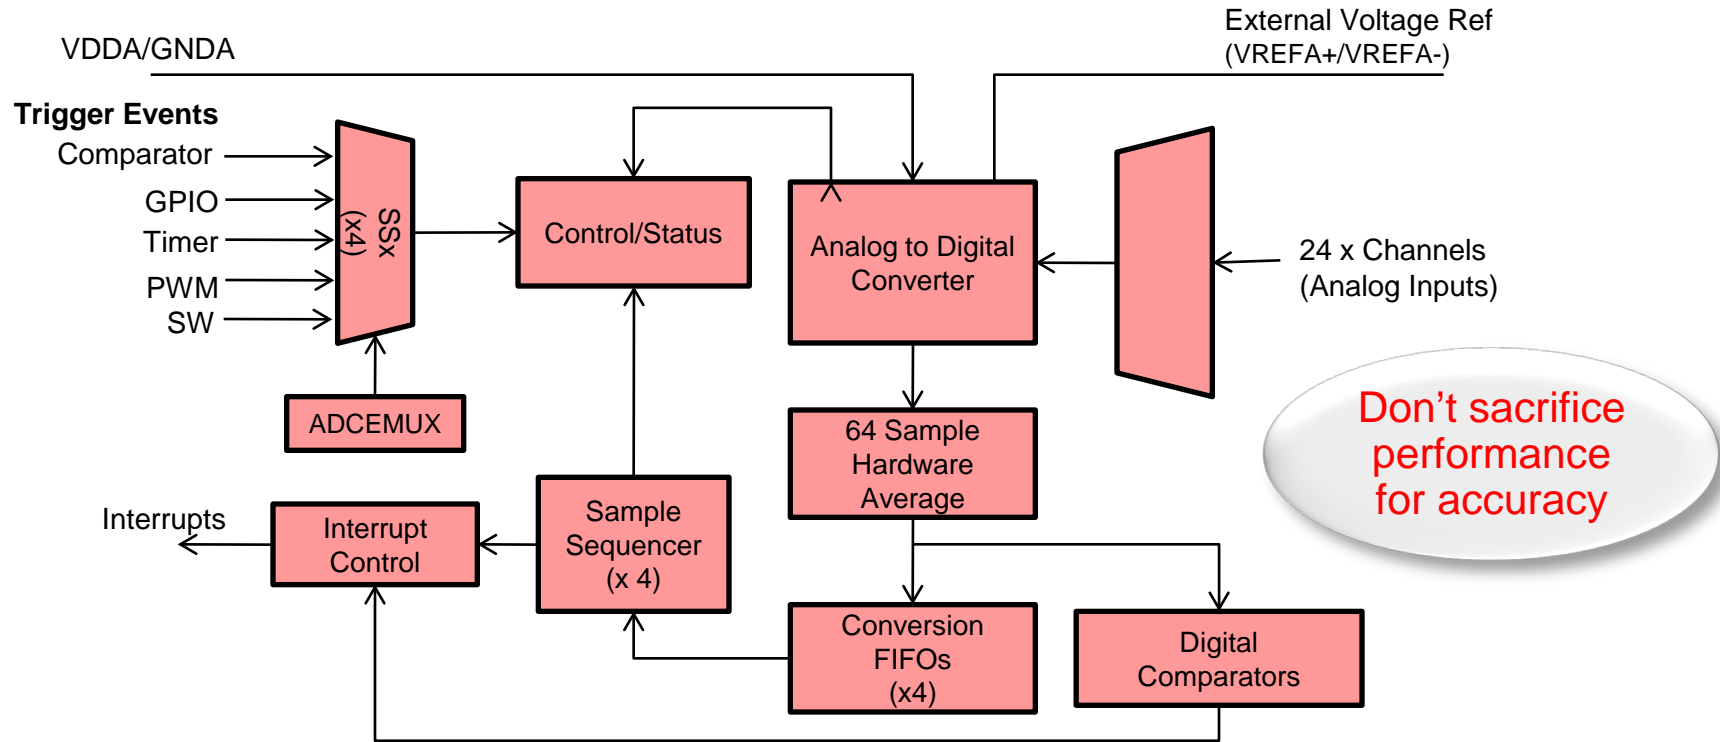 External Voltage Ref
(VREFA+/VREFA-)
VDDA/GNDA
Trigger Events
Comparator
GPIO
Timer
PWM
SW
SSx
(x4)
Control/Status
Analog to Digital
Converter
24 x Channels
(Analog Inputs)
ADCEMUX
64 Sample
Hardware
Average
Don’t sacrifice
performance
for accuracy
Interrupts
Interrupt
Control
Sample
Sequencer
(x 4)
Conversion
FIFOs
(x4)
Digital
Comparators